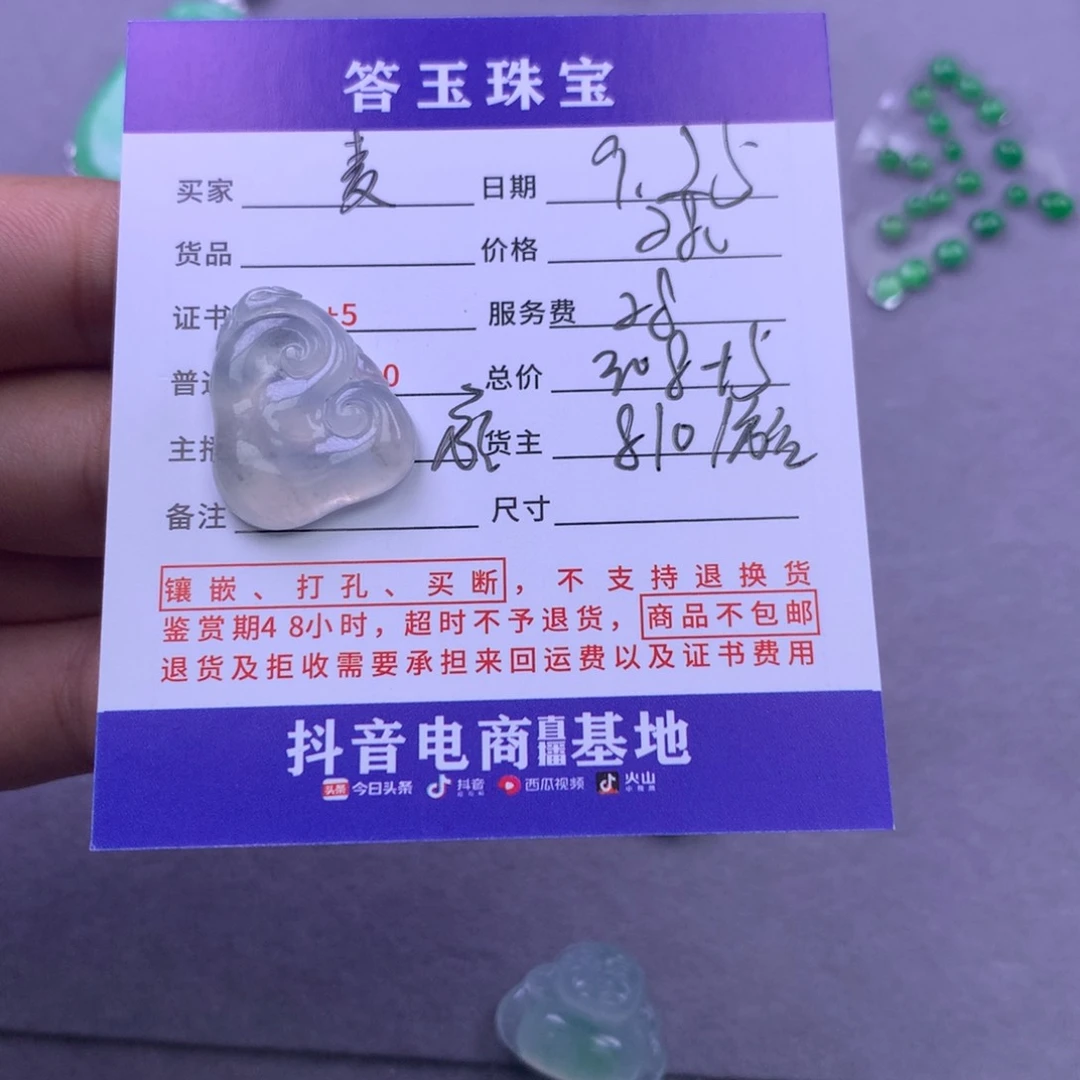 答玉珠宝
买家 麦 日期 9.25
货品 价格 280
证书 +5 服务费 28
普 0 总价 308+5
主播 货主 810
备注 尺寸
镶嵌、打孔、买断，不支持退换货
鉴赏期48小时，超时不予退货，商品不包邮
退货及拒收需要承担来回运费以及证书费用
抖音电商直播基地
头条 今日头条 抖音 西瓜视频 火山